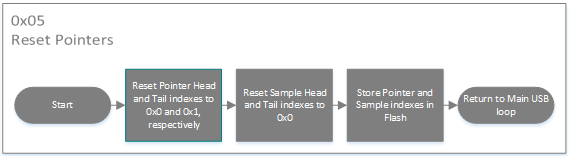 0x05
Reset Pointers
Start
Reset Pointer Head
and Tail indexes to
0x0 and 0x1,
respectively
Reset Sample Head
and Tail indexes to
0x0
Store Pointer and
Sample indexes in
Flash
Return to Main USB
loop